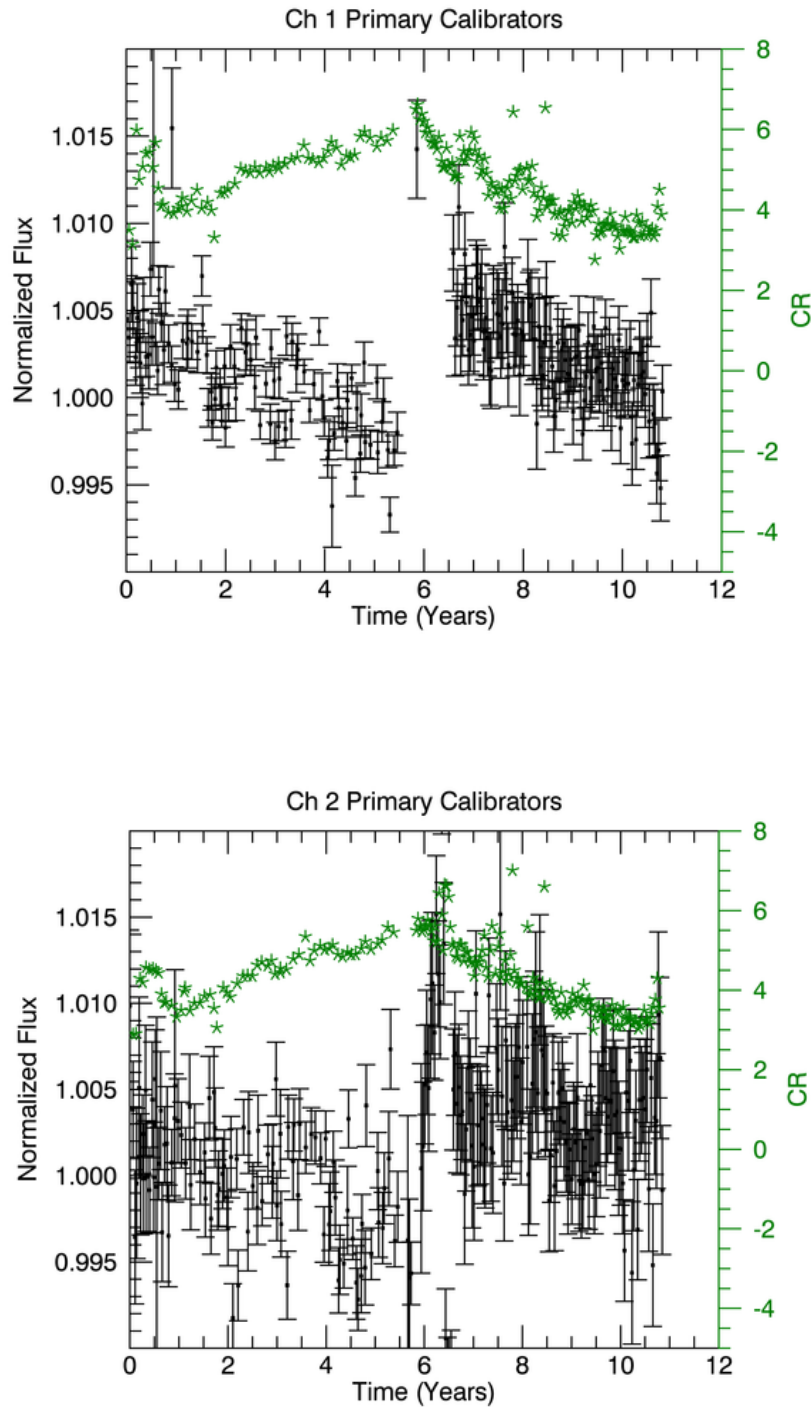 Ch 1 Primary Calibrators
8
1.015
6
1.010
4
Normalized Flux
1.005
2
CR
0
1.000
-2
0.995
-4
0 2 4 6 8 10 12
Time (Years)
Ch 2 Primary Calibrators
8
1.015
6
1.010
4
Normalized Flux
1.005
2
CR
0
1.000
-2
0.995
-4
0 2 4 6 8 10 12
Time (Years)